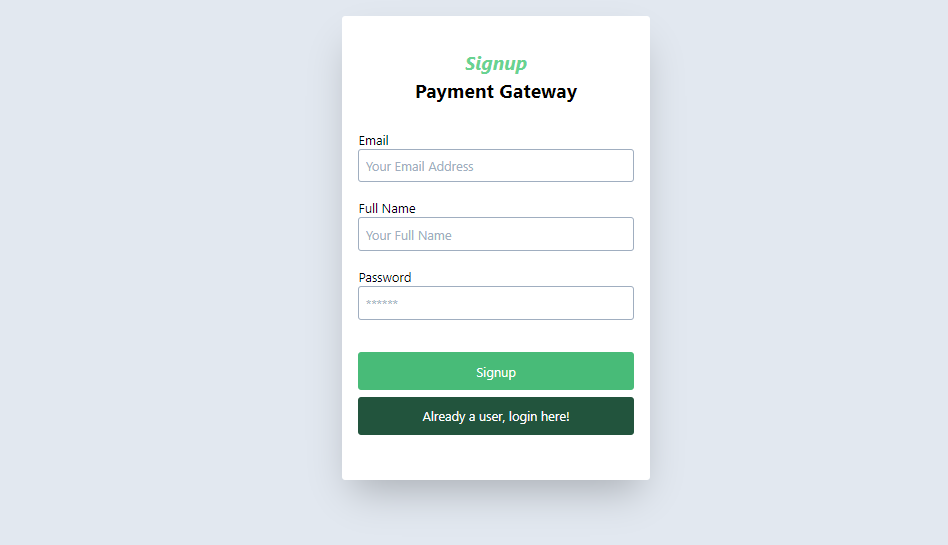 Signup
Payment Gateway
Email
Your Email Address
Full Name
Your Full Name
Password
******
Signup
Already a user, login here!